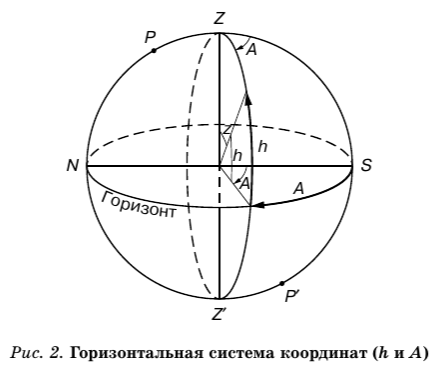 Z
P
A
z
h
h
N
S
A
A
Горизонт
P'
Z'
Рис. 2. Горизонтальная система координат (h и A)